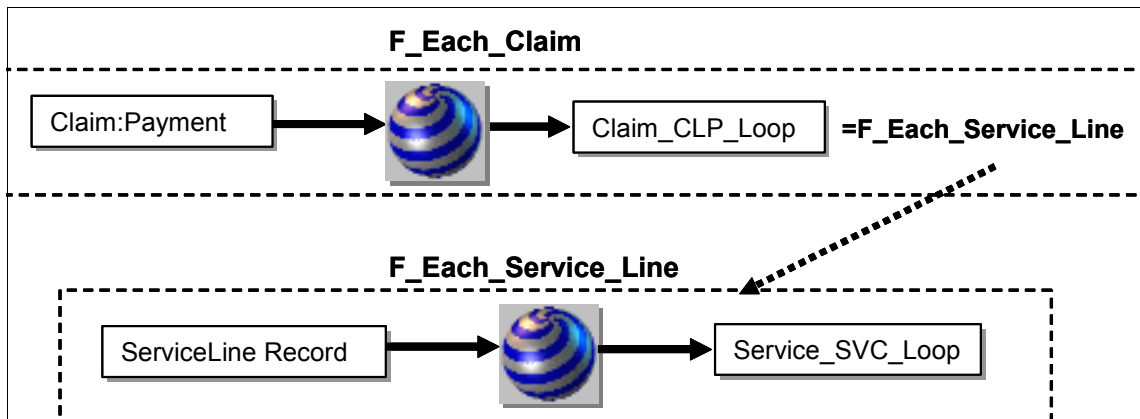 F_Each_Claim
Claim:Payment
Claim_CLP_Loop
=F_Each_Service_Line
F_Each_Service_Line
ServiceLine Record
Service_SVC_Loop